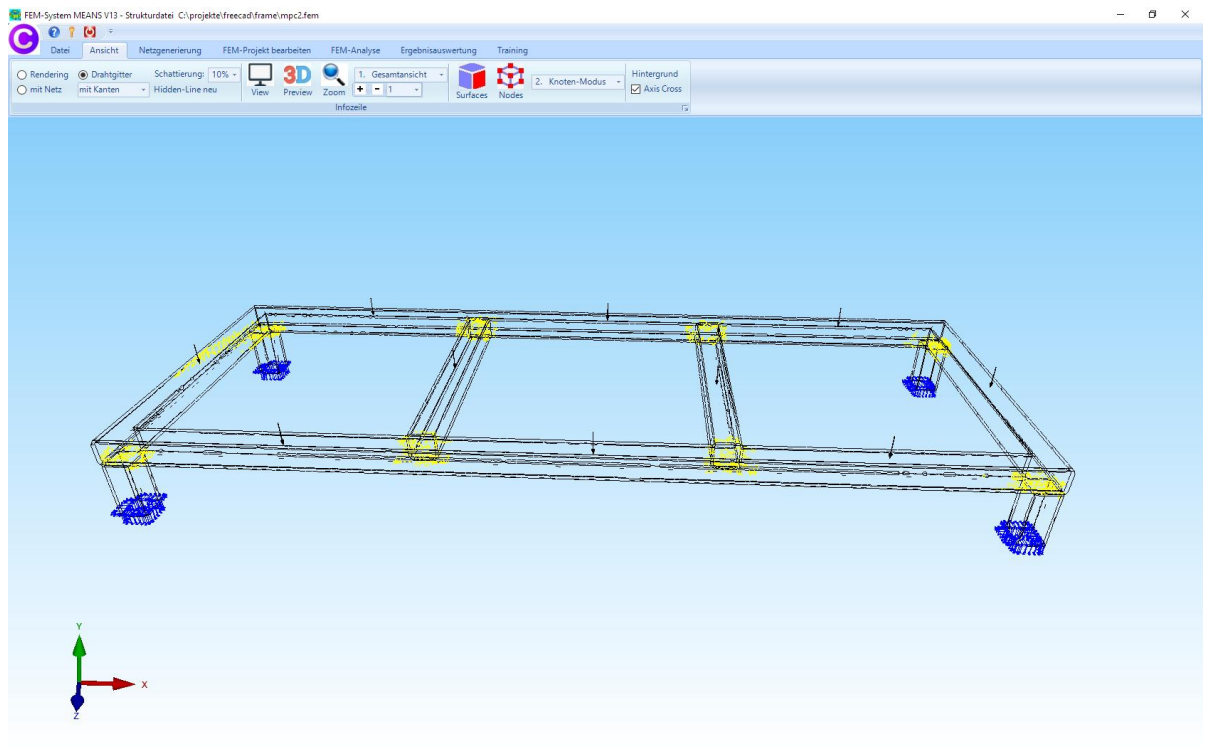 FEM-System MEANS V13 - Strukturdatei C:\projekte\freecad\frame\mpc2.fem
Datei Ansicht Netzgenerierung FEM-Projekt bearbeiten FEM-Analyse Ergebnisauswertung Training
Rendering Drahtgitter Schattierung: 10% 1. Gesamtansicht Hintergrund
2. Knoten-Modus
mit Netz mit Kanten Hidden-Line neu View Preview Zoom + - 1 Surfaces Nodes Axis Cross
3D
Infozeile
Y
X
Z